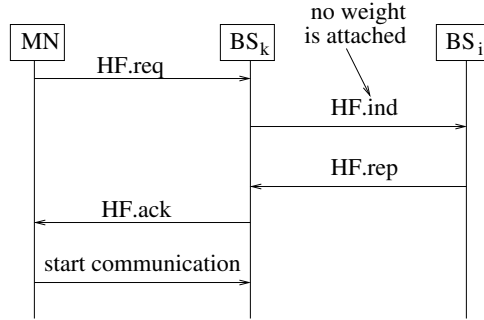 no weight
is attached
MN
BSk
BSi
HF.req
HF.ind
HF.rep
HF.ack
start communication